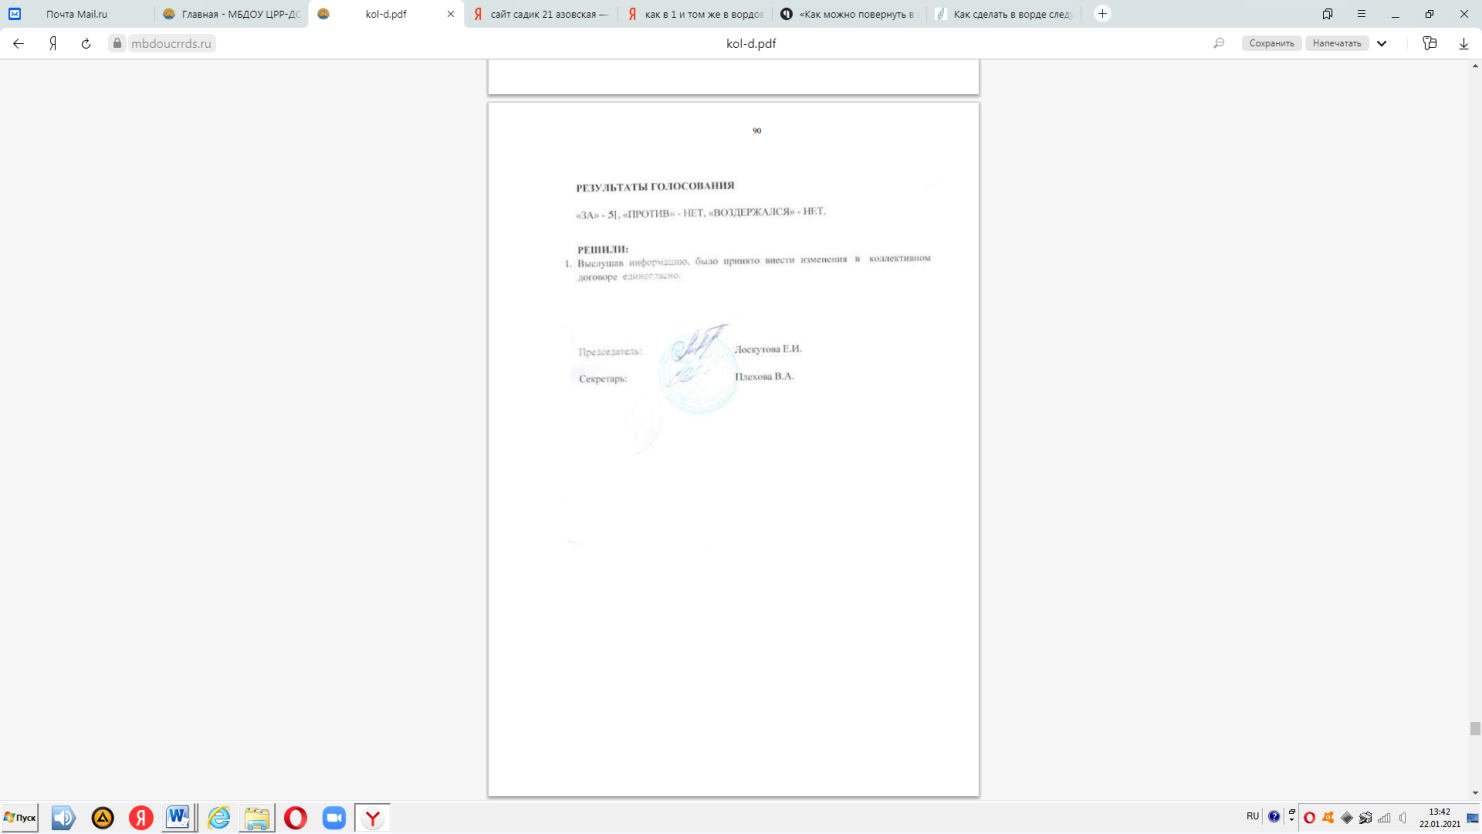 Почта Mail.ru
Главная - МБДОУ ЦРР-ДС
kol-d.pdf
сайт садик 21 азовская —
как в 1 и том же в вордов
«Как можно повернуть в
Как сделать в ворде следу
mbdoucrrds.ru
kol-d.pdf
Сохранить
Напечатать
90
РЕЗУЛЬТАТЫ ГОЛОСОВАНИЯ
«ЗА» - 51, «ПРОТИВ» - НЕТ, «ВОЗДЕРЖАЛСЯ» - НЕТ.
РЕШИЛИ:
1. Выслушав информацию, было принято внести изменения в коллективном
договоре единогласно.
Председатель: Лоскутова Е.И.
Секретарь: Плехова В.А.
Пуск
RU
13:42
22.01.2021